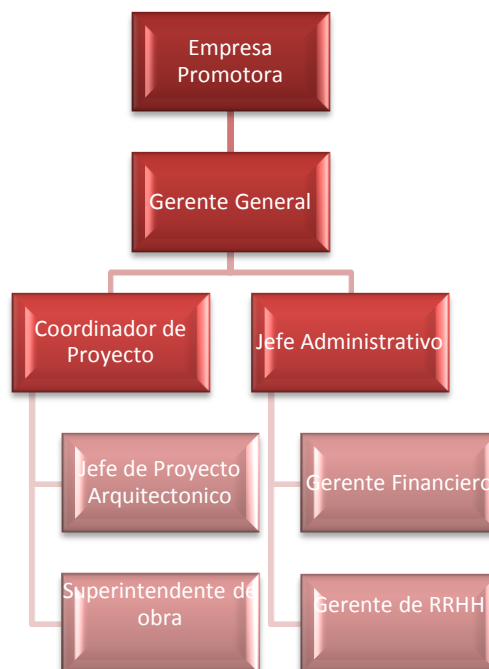 Empresa
Promotora
Gerente General
Coordinador de
Proyecto
Jefe Administrativo
Jefe de Proyecto
Arquitectonico
Gerente Financiero
Superintendente de
obra
Gerente de RRHH